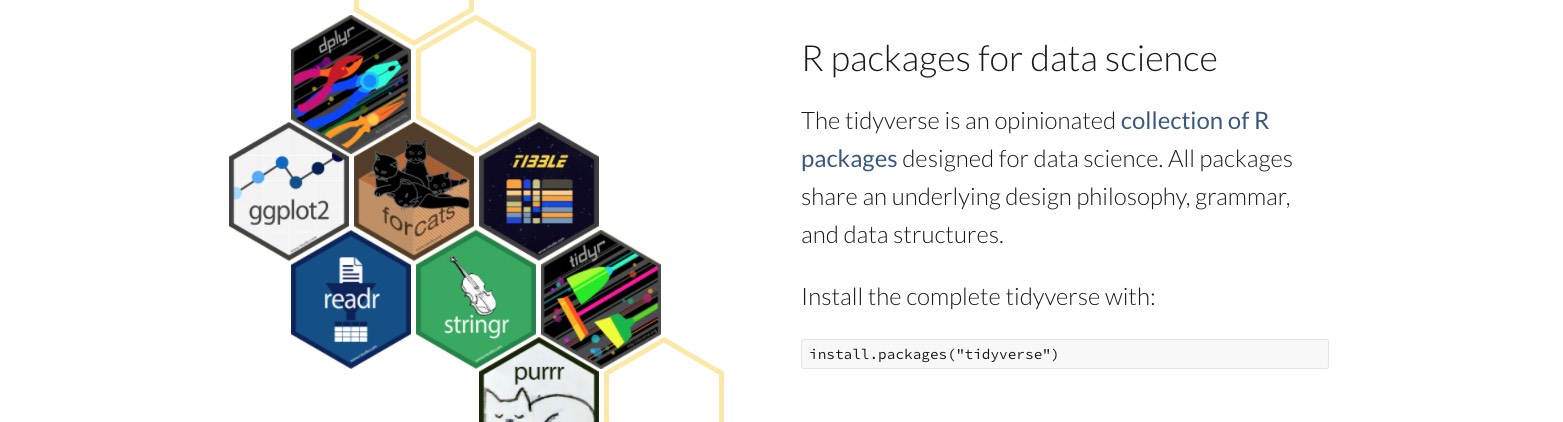 dplyr
ggplot2
forcats
TIBBLE
readr
stringr
tidyr
purrr
R packages for data science
The tidyverse is an opinionated collection of R
packages designed for data science. All packages
share an underlying design philosophy, grammar,
and data structures.
Install the complete tidyverse with:
install.packages("tidyverse")